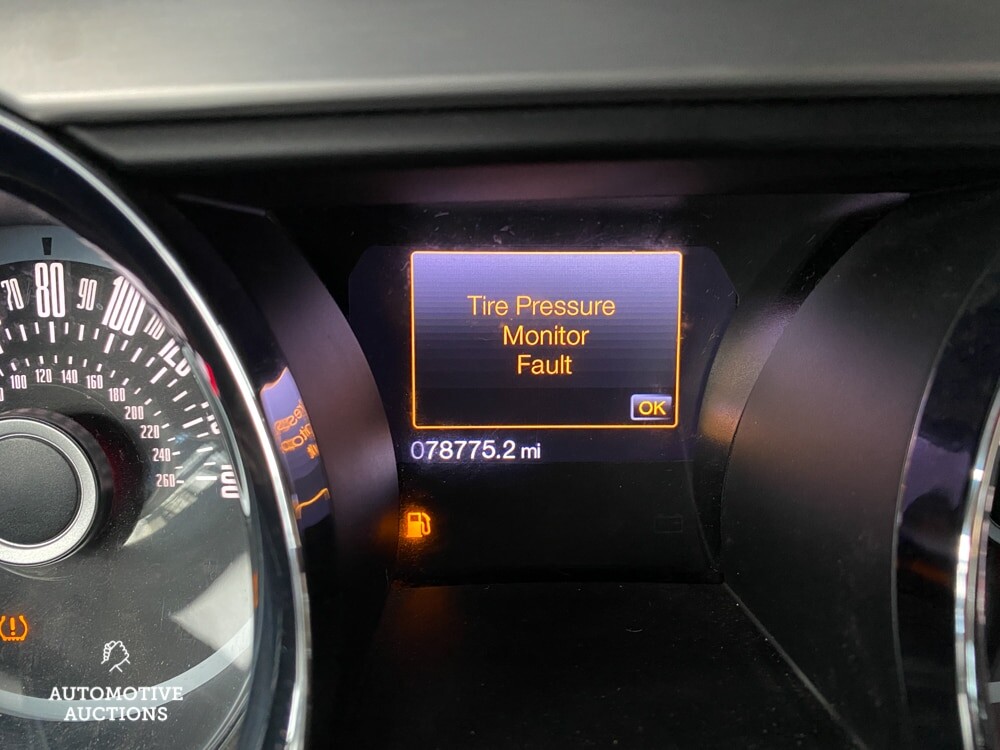 70 80 90 100 110 120
100 120 140 160 180 200 220 240 260
Tire Pressure
Monitor
Fault
OK
078775.2 mi
AUTOMOTIVE
AUCTIONS